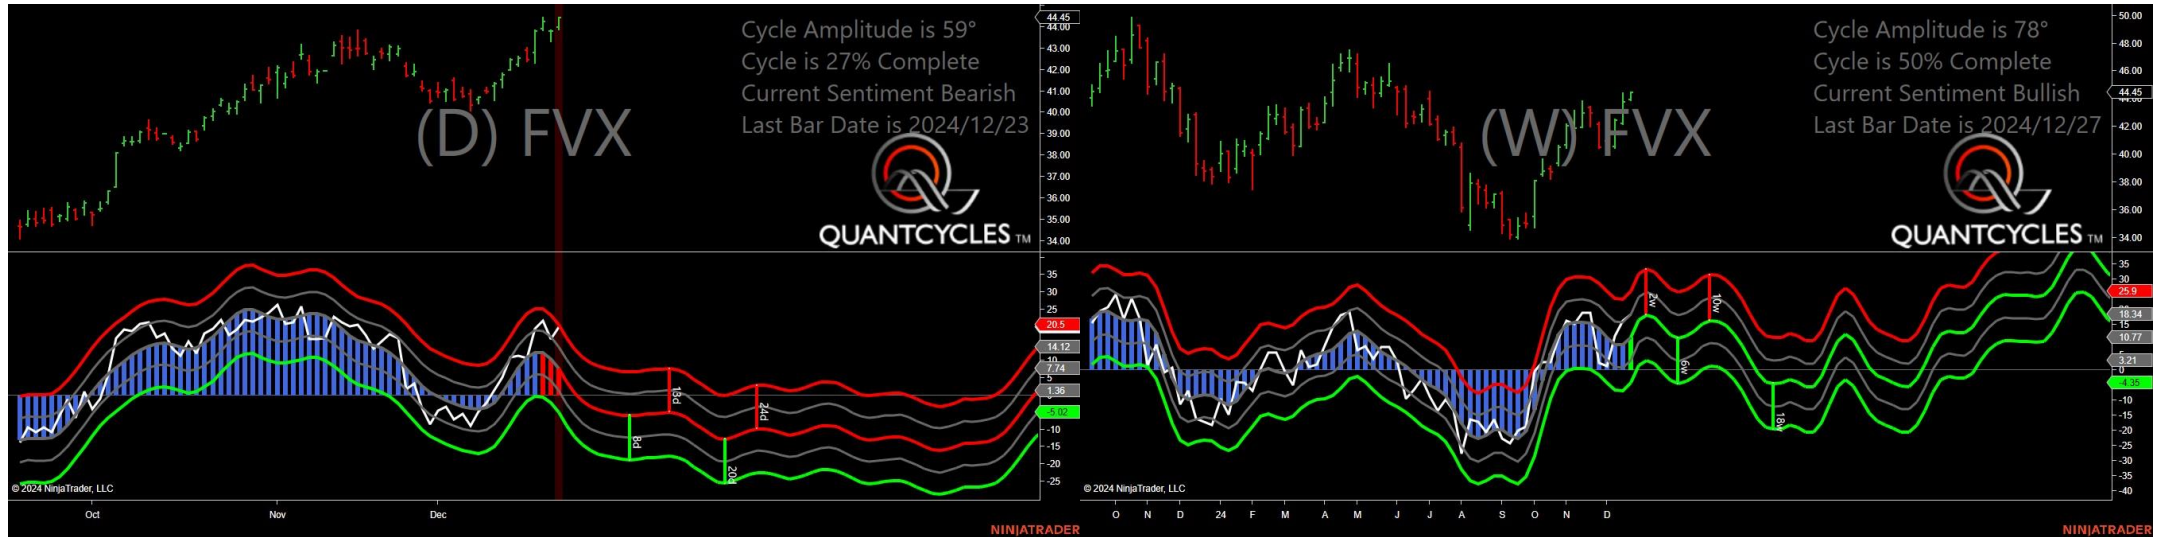 Cycle Amplitude is 59°
Cycle is 27% Complete
Current Sentiment Bearish
Last Bar Date is 2024/12/23
(D) FVX
QUANTCYCLES TM
44.45
44.00
43.00
42.00
41.00
40.00
39.00
38.00
37.00
36.00
35.00
34.00
35
30
25
20.5
14.12
10
7.74
5
1.36
-5.02
-10
-15
-20
-25
8d
18d
20d
24d
© 2024 NinjaTrader, LLC
Oct Nov Dec
NINJATRADER
Cycle Amplitude is 78°
Cycle is 50% Complete
Current Sentiment Bullish
Last Bar Date is 2024/12/27
(W) FVX
QUANTCYCLES TM
50.00
48.00
46.00
44.45
42.00
40.00
38.00
36.00
34.00
35
30
25.9
18.34
15
10.77
3.21
0
-4.35
-10
-15
-20
-25
-30
-35
-40
2w
6w
10w
18w
© 2024 NinjaTrader, LLC
O N D 24 F M A M J J A S O N D
NINJATRADER